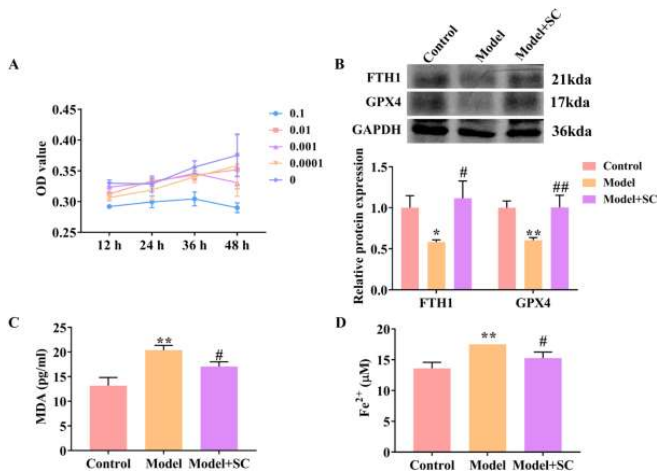 A
OD value
0.45
0.40
0.35
0.30
0.25
12 h 24 h 36 h 48 h
0.1
0.01
0.001
0.0001
0
B
Control Model Model+SC
FTH1 21kda
GPX4 17kda
GAPDH 36kda
Relative protein expression
1.5
1.0
0.5
0.0
# ##
* **
FTH1 GPX4
Control
Model
Model+SC
C
MDA (pg/ml)
25
20
15
10
5
0
** #
Control Model Model+SC
D
Fe2+ (μM)
20
15
10
5
0
** #
Control Model Model+SC